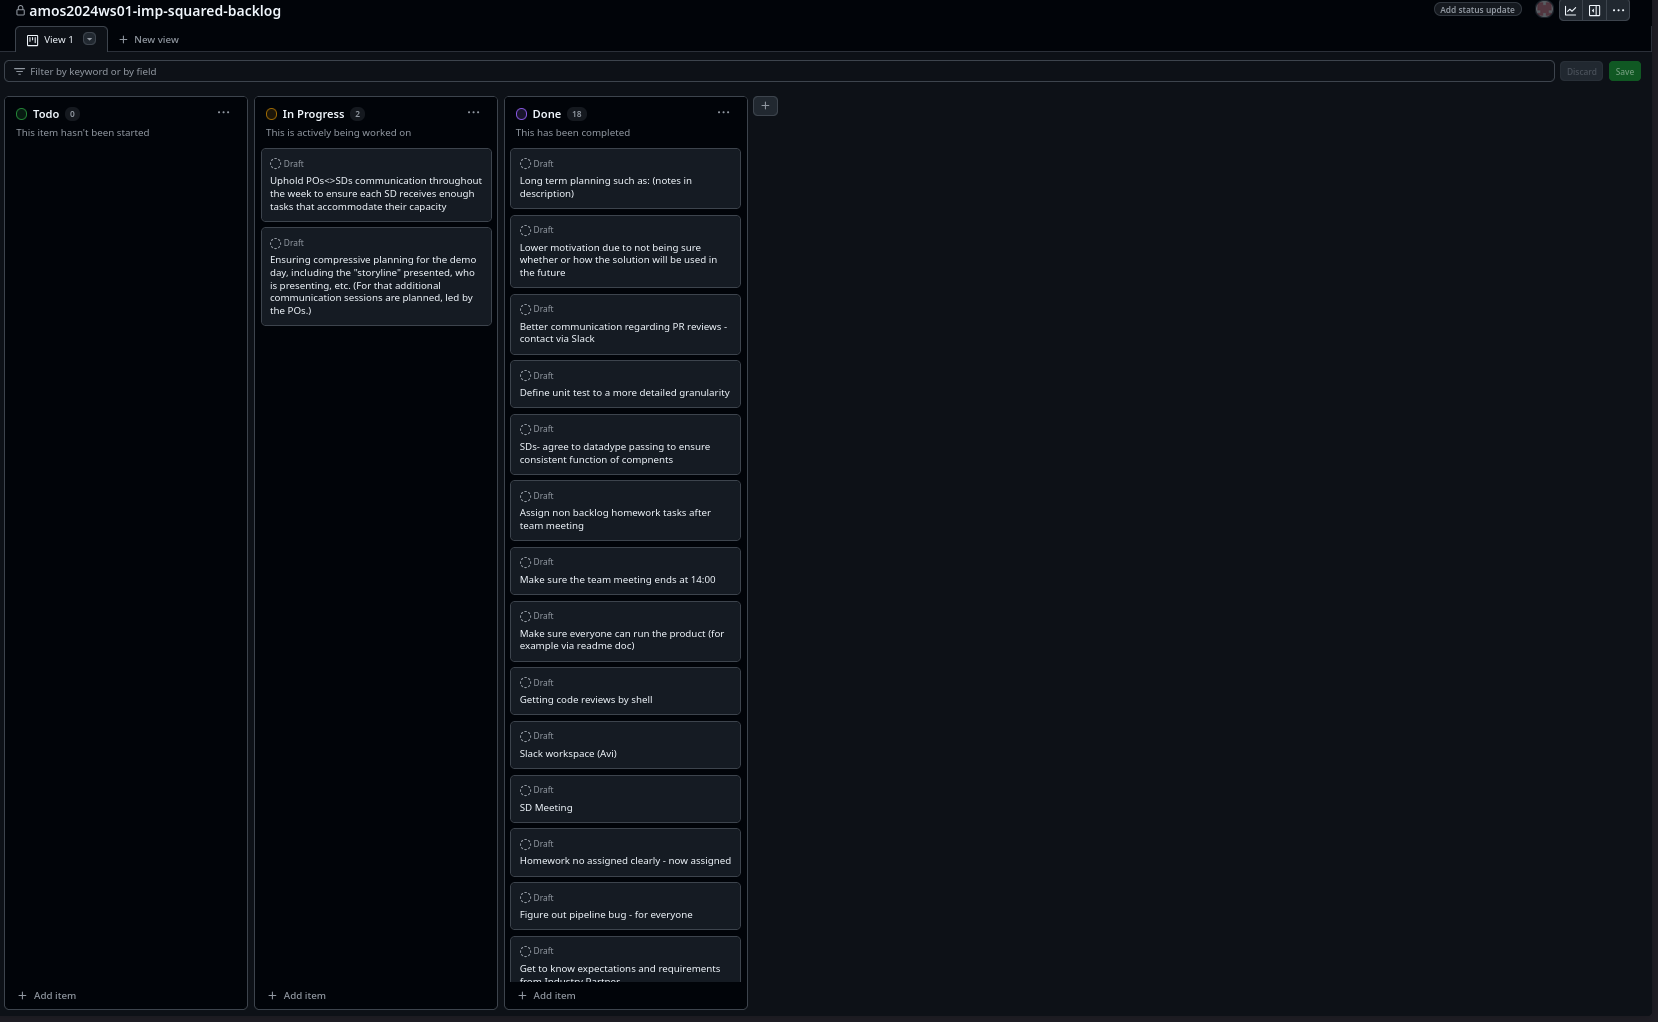 amos2024ws01-imp-squared-backlog
Add status update
View 1
New view
Filter by keyword or by field
Discard
Save
Todo 0
This item hasn't been started
Add item
In Progress 2
This is actively being worked on
Draft
Uphold POs<>SDs communication throughout
the week to ensure each SD receives enough
tasks that accommodate their capacity
Draft
Ensuring compressive planning for the demo
day, including the "storyline" presented, who
is presenting, etc. (For that additional
communication sessions are planned, led by
the POs.)
Add item
Done 18
This has been completed
Draft
Long term planning such as: (notes in
description)
Draft
Lower motivation due to not being sure
whether or how the solution will be used in
the future
Draft
Better communication regarding PR reviews -
contact via Slack
Draft
Define unit test to a more detailed granularity
Draft
SDs- agree to datadype passing to ensure
consistent function of compnents
Draft
Assign non backlog homework tasks after
team meeting
Draft
Make sure the team meeting ends at 14:00
Draft
Make sure everyone can run the product (for
example via readme doc)
Draft
Getting code reviews by shell
Draft
Slack workspace (Avi)
Draft
SD Meeting
Draft
Homework no assigned clearly - now assigned
Draft
Figure out pipeline bug - for everyone
Draft
Get to know expectations and requirements
from Industry Partner
Add item